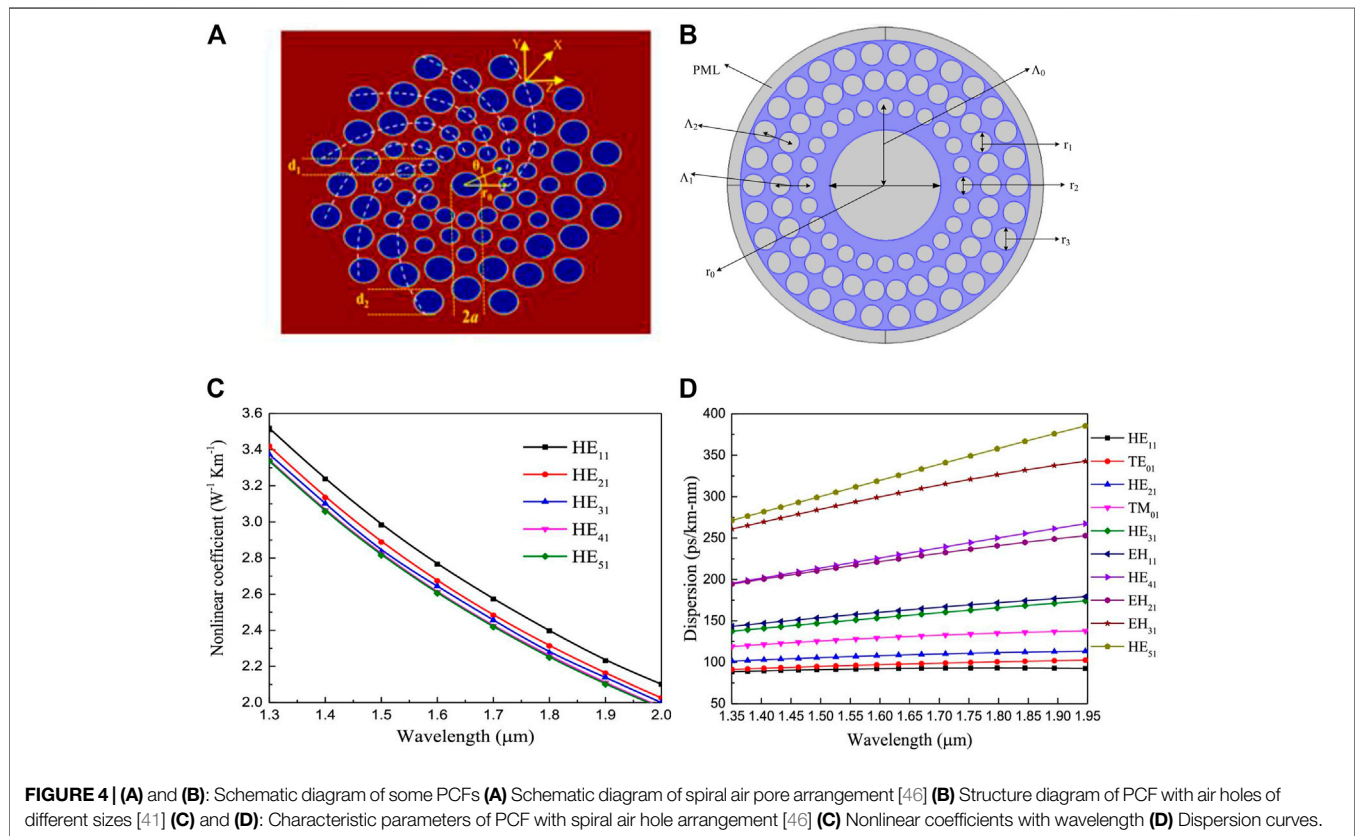 A
Y
X
Z
d₁
θ
r₀
d₂
2a
B
PML
Λ₀
Λ₂
r₁
Λ₁
r₂
r₃
r₀
C
3.6
3.4
3.2
3.0
2.8
2.6
2.4
2.2
2.0
Nonlinear coefficient (W⁻¹ Km⁻¹)
HE₁₁
HE₂₁
HE₃₁
HE₄₁
HE₅₁
1.3 1.4 1.5 1.6 1.7 1.8 1.9 2.0
Wavelength (μm)
D
400
350
300
250
200
150
100
50
Dispersion (ps/km-nm)
HE₁₁
TE₀₁
HE₂₁
TM₀₁
HE₃₁
EH₁₁
HE₄₁
EH₂₁
EH₃₁
HE₅₁
1.35 1.40 1.45 1.50 1.55 1.60 1.65 1.70 1.75 1.80 1.85 1.90 1.95
Wavelength (μm)
FIGURE 4 | (A) and (B): Schematic diagram of some PCFs (A) Schematic diagram of spiral air pore arrangement [46] (B) Structure diagram of PCF with air holes of
different sizes [41] (C) and (D): Characteristic parameters of PCF with spiral air hole arrangement [46] (C) Nonlinear coefficients with wavelength (D) Dispersion curves.